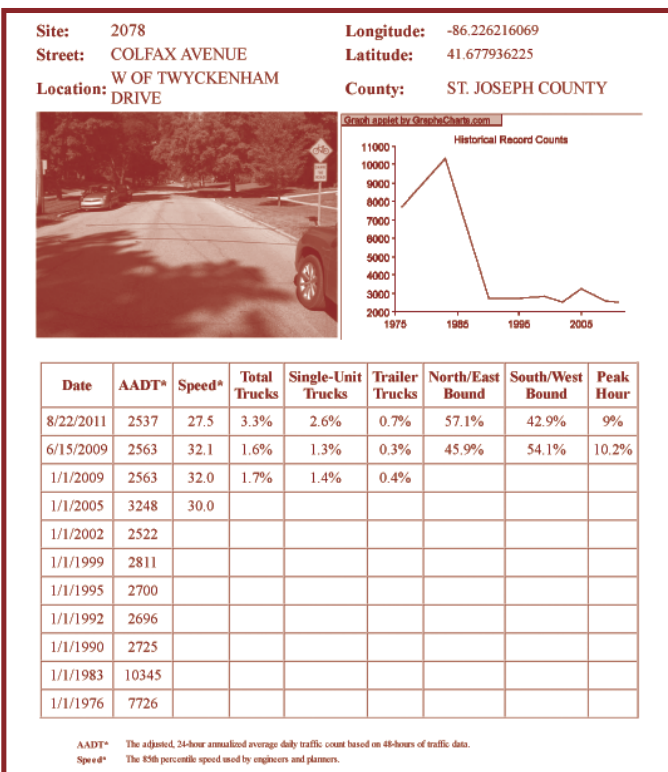 Site: 2078 Longitude: -86.226216069
Street: COLFAX AVENUE Latitude: 41.677936225
Location: W OF TWYCKENHAM DRIVE County: ST. JOSEPH COUNTY
Graph applet by GraphsCharts.com
Historical Record Counts
11000
10000
9000
8000
7000
6000
5000
4000
3000
2000
1975 1985 1995 2005
Date AADT* Speed* Total Trucks Single-Unit Trucks Trailer Trucks North/East Bound South/West Bound Peak Hour
8/22/2011 2537 27.5 3.3% 2.6% 0.7% 57.1% 42.9% 9%
6/15/2009 2563 32.1 1.6% 1.3% 0.3% 45.9% 54.1% 10.2%
1/1/2009 2563 32.0 1.7% 1.4% 0.4%
1/1/2005 3248 30.0
1/1/2002 2522
1/1/1999 2811
1/1/1995 2700
1/1/1992 2696
1/1/1990 2725
1/1/1983 10345
1/1/1976 7726
AADT* The adjusted, 24-hour annualized average daily traffic count based on 48-hours of traffic data.
Speed* The 85th percentile speed used by engineers and planners.